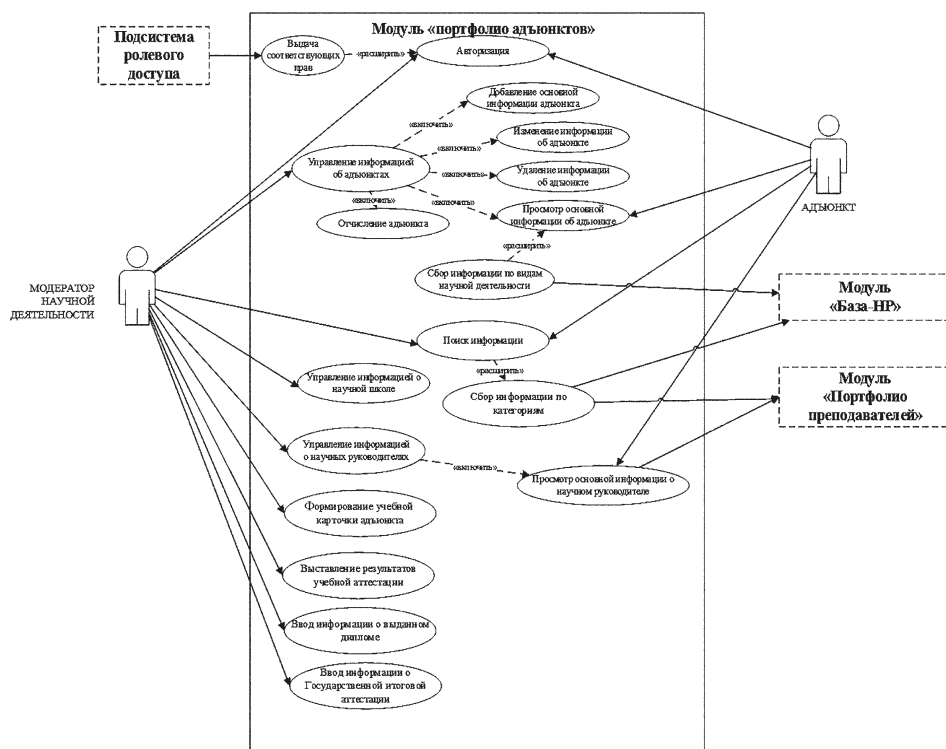 Модуль «портфолио адъюнктов»
Подсистема
ролевого
доступа
Выдача
соответствующих
прав
«расширить»
Авторизация
Добавление основной
информации адъюнкта
«включить»
Изменение информации
об адъюнкте
«включить»
Управление информацией
об адъюнктах
«включить»
Удаление информации
об адъюнкте
«включить»
«включить»
Отчисление адъюнкта
Просмотр основной
информации об адъюнкте
АДЪЮНКТ
«расширить»
Сбор информации по видам
научной деятельности
МОДЕРАТОР
НАУЧНОЙ
ДЕЯТЕЛЬНОСТИ
Модуль
«База-НР»
Поиск информации
«расширить»
Управление информацией о
научной школе
Сбор информации по
категориям
Модуль
«Портфолио
преподавателей»
Управление информацией
о научных руководителях
«включить»
Просмотр основной информации о
научном руководителе
Формирование учебной
карточки адъюнкта
Выставление результатов
учебной аттестации
Ввод информации о выданном
дипломе
Ввод информации о
Государственной итоговой
аттестации